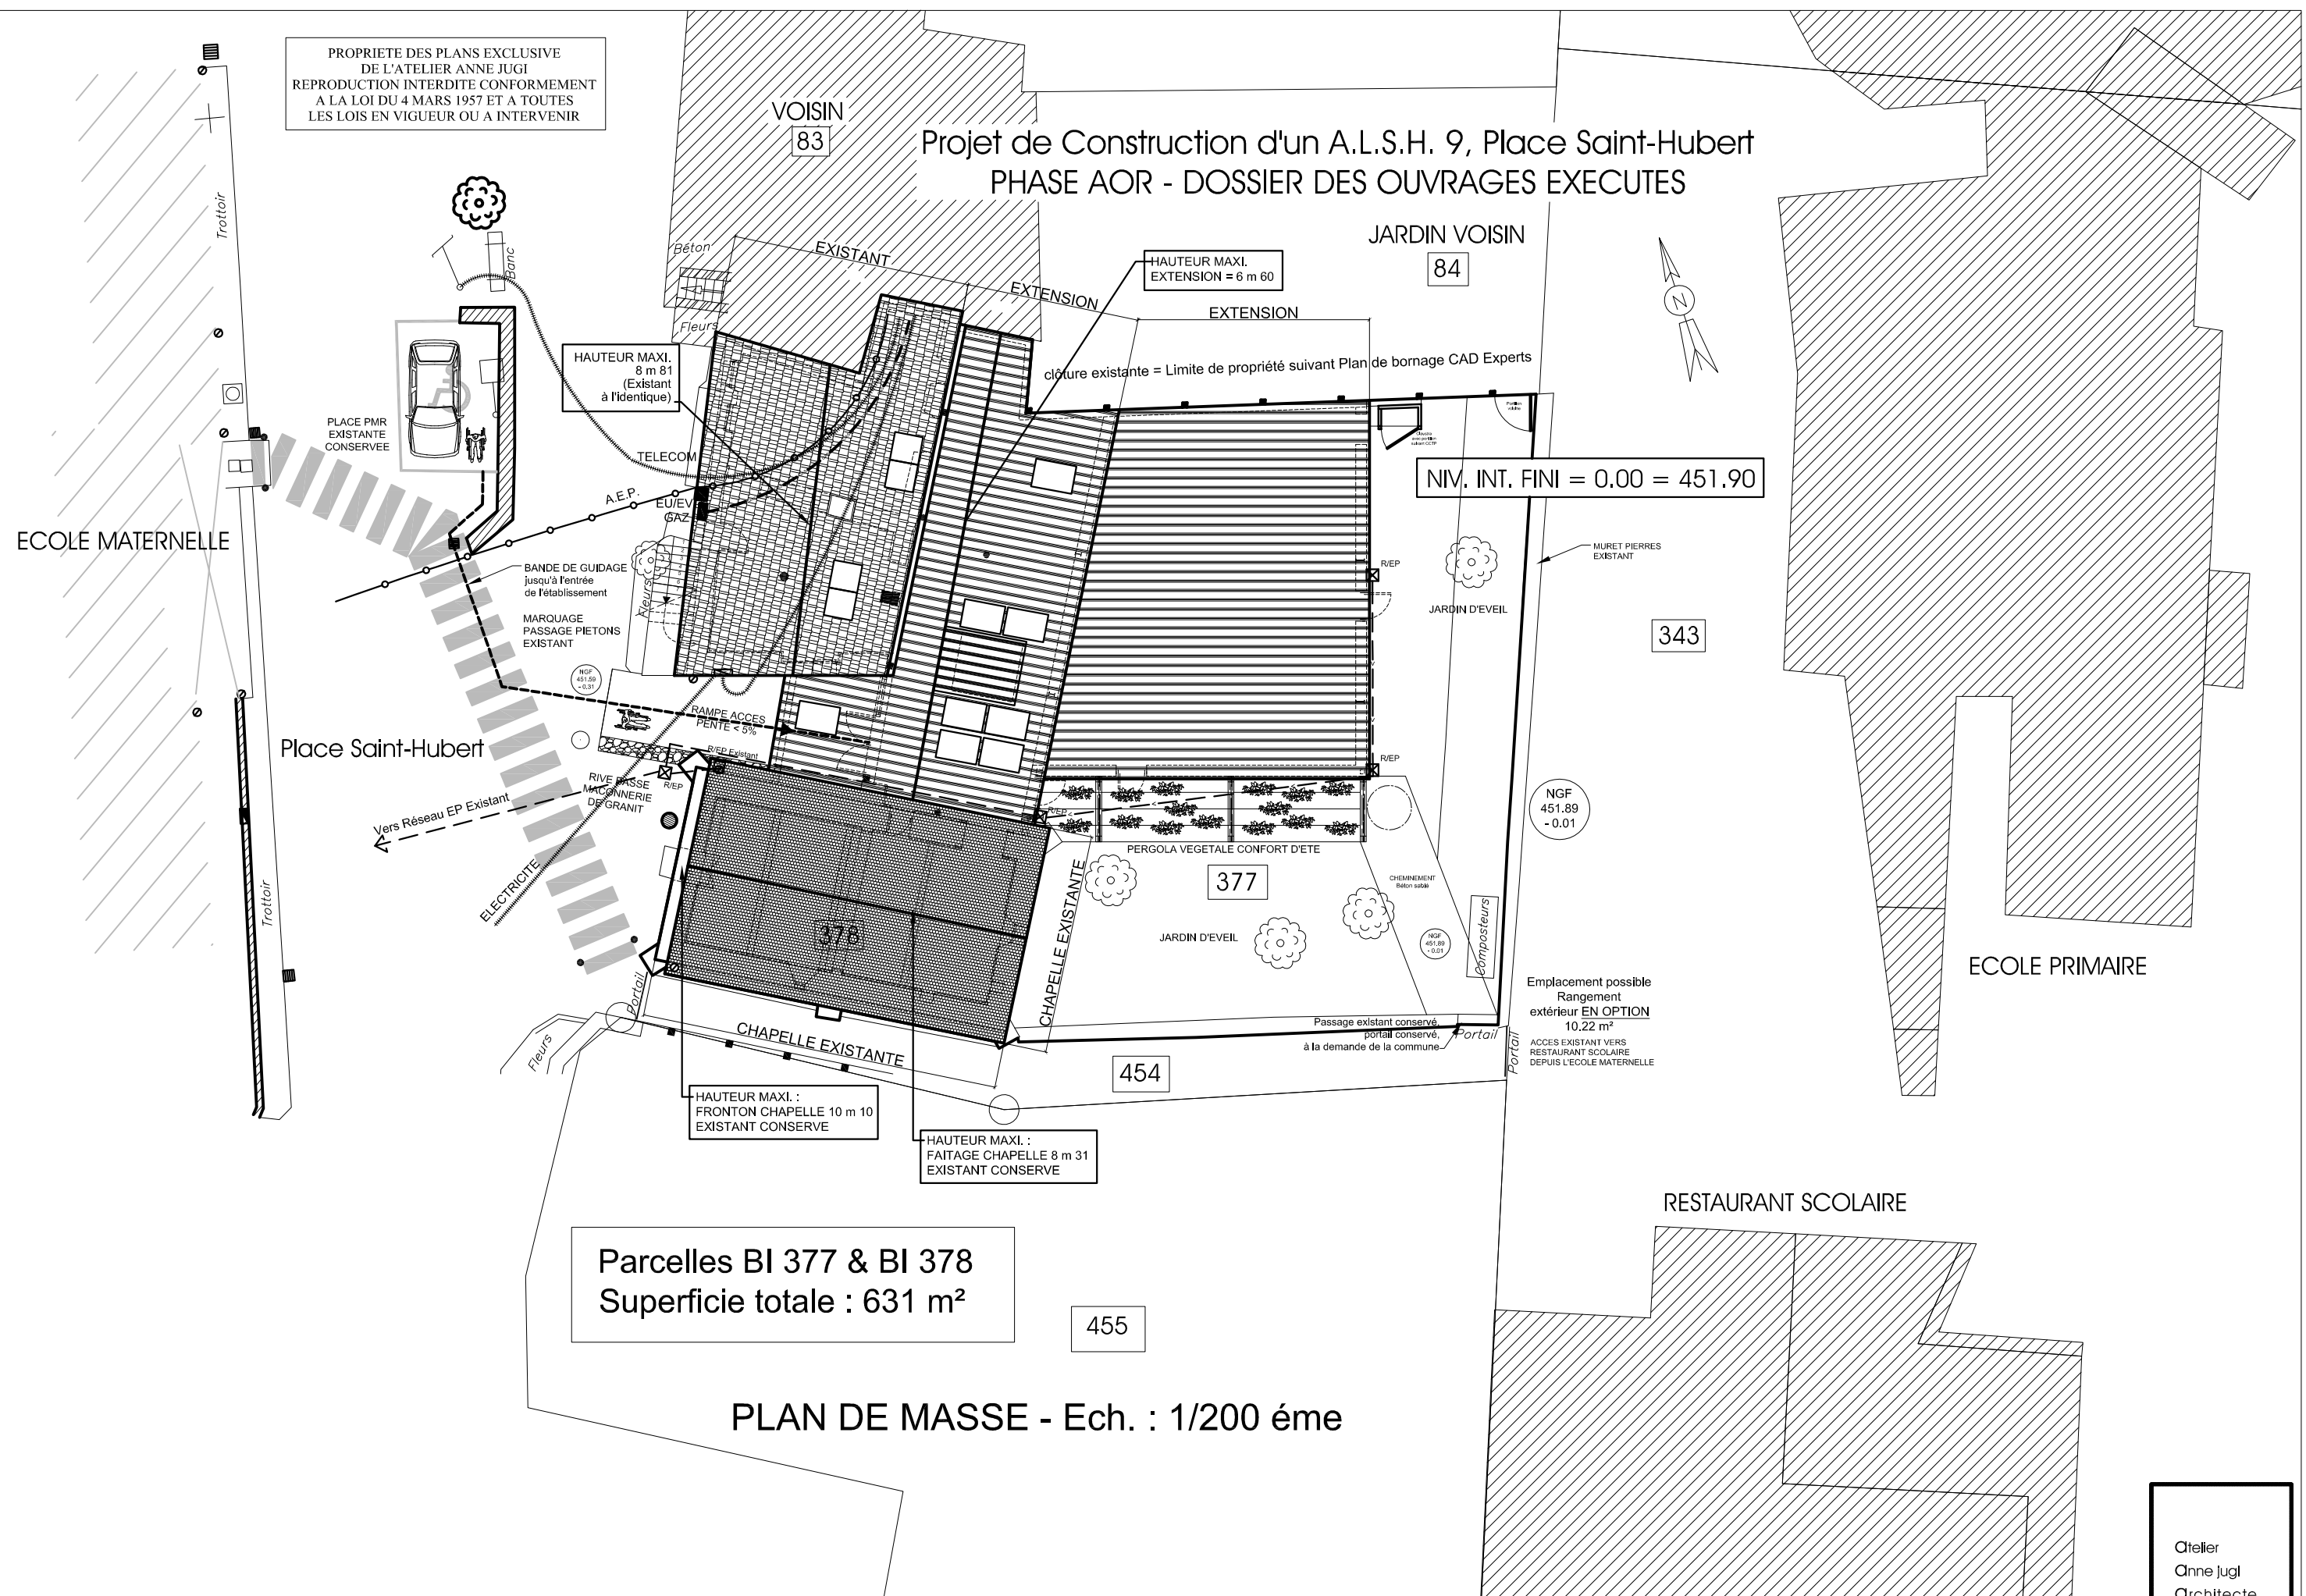 PROPRIETE DES PLANS EXCLUSIVE
DE L'ATELIER ANNE JUGI
REPRODUCTION INTERDITE CONFORMEMENT
A LA LOI DU 4 MARS 1957 ET A TOUTES
LES LOIS EN VIGUEUR OU A INTERVENIR
VOISIN
83
Projet de Construction d'un A.L.S.H. 9, Place Saint-Hubert
PHASE AOR - DOSSIER DES OUVRAGES EXECUTES
JARDIN VOISIN
84
N
Trottoir
Banc
Béton
Fleurs
EXISTANT
EXTENSION
EXTENSION
HAUTEUR MAXI.
EXTENSION = 6 m 60
HAUTEUR MAXI.
8 m 81
(Existant
à l'identique)
clôture existante = Limite de propriété suivant Plan de bornage CAD Experts
PLACE PMR
EXISTANTE
CONSERVEE
TELECOM
A.E.P.
EU/EV
GAZ
NIV. INT. FINI = 0.00 = 451.90
ECOLE MATERNELLE
BANDE DE GUIDAGE
jusqu'à l'entrée
de l'établissement
MARQUAGE
PASSAGE PIETONS
EXISTANT
Fleurs
MURET PIERRES
EXISTANT
R/EP
JARDIN D'EVEIL
343
NGF
451.59
- 0.31
RAMPE ACCES
PENTE < 5%
Place Saint-Hubert
R/EP Existant
RIVE BASSE
MACONNERIE
DE GRANIT
R/EP
R/EP
R/EP
Vers Réseau EP Existant
ELECTRICITE
NGF
451.89
- 0.01
PERGOLA VEGETALE CONFORT D'ETE
377
CHEMINEMENT
Béton sablé
378
CHAPELLE EXISTANTE
JARDIN D'EVEIL
NGF
451.89
- 0.01
Composteurs
Trottoir
ECOLE PRIMAIRE
Emplacement possible
Rangement
extérieur EN OPTION
10.22 m²
ACCES EXISTANT VERS
RESTAURANT SCOLAIRE
DEPUIS L'ECOLE MATERNELLE
Portail
Fleurs
CHAPELLE EXISTANTE
Passage existant conservé,
portail conservé,
à la demande de la commune
Portail
Portail
454
HAUTEUR MAXI. :
FRONTON CHAPELLE 10 m 10
EXISTANT CONSERVE
HAUTEUR MAXI. :
FAITAGE CHAPELLE 8 m 31
EXISTANT CONSERVE
RESTAURANT SCOLAIRE
Parcelles BI 377 & BI 378
Superficie totale : 631 m²
455
PLAN DE MASSE - Ech. : 1/200 éme
atelier
anne jugi
architecte